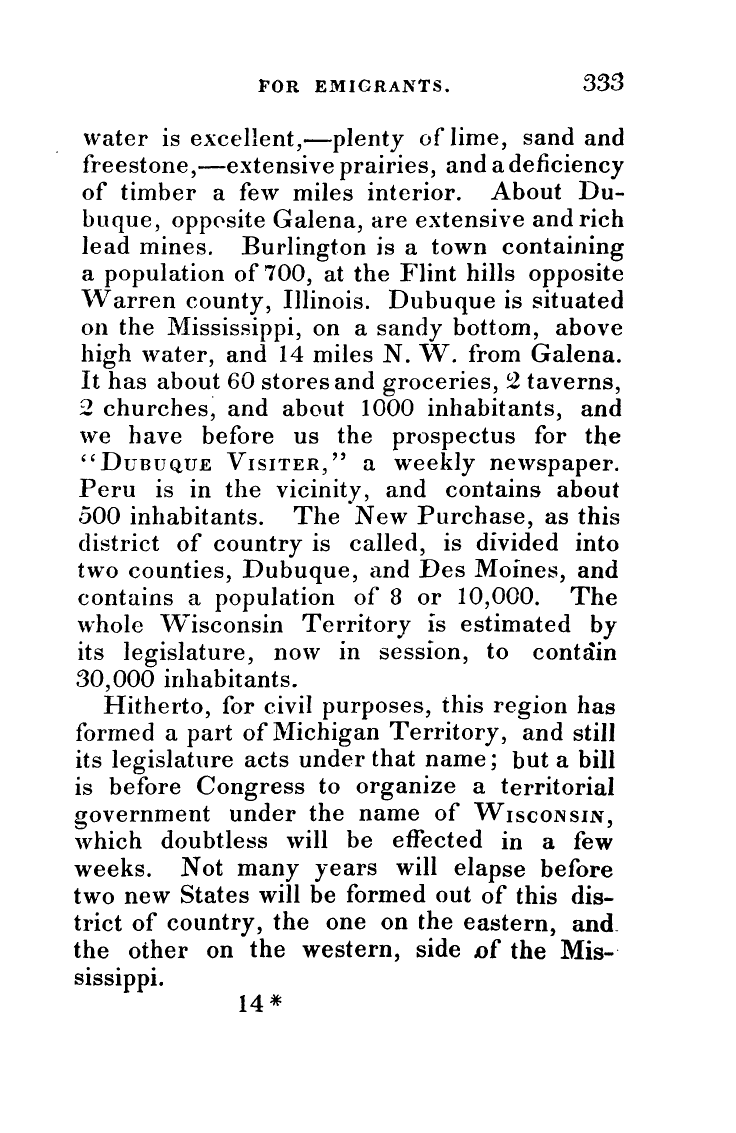 FOR EMIGRANTS. 333
water is excellent,—plenty of lime, sand and
freestone,—extensive prairies, and a deficiency
of timber a few miles interior. About Du-
buque, opposite Galena, are extensive and rich
lead mines. Burlington is a town containing
a population of 700, at the Flint hills opposite
Warren county, Illinois. Dubuque is situated
on the Mississippi, on a sandy bottom, above
high water, and 14 miles N. W. from Galena.
It has about 60 stores and groceries, 2 taverns,
2 churches, and about 1000 inhabitants, and
we have before us the prospectus for the
“DUBUQUE VISITER,” a weekly newspaper.
Peru is in the vicinity, and contains about
500 inhabitants. The New Purchase, as this
district of country is called, is divided into
two counties, Dubuque, and Des Moines, and
contains a population of 8 or 10,000. The
whole Wisconsin Territory is estimated by
its legislature, now in session, to contain
30,000 inhabitants.
Hitherto, for civil purposes, this region has
formed a part of Michigan Territory, and still
its legislature acts under that name; but a bill
is before Congress to organize a territorial
government under the name of WISCONSIN,
which doubtless will be effected in a few
weeks. Not many years will elapse before
two new States will be formed out of this dis-
trict of country, the one on the eastern, and
the other on the western, side of the Mis-
sissippi.
14*